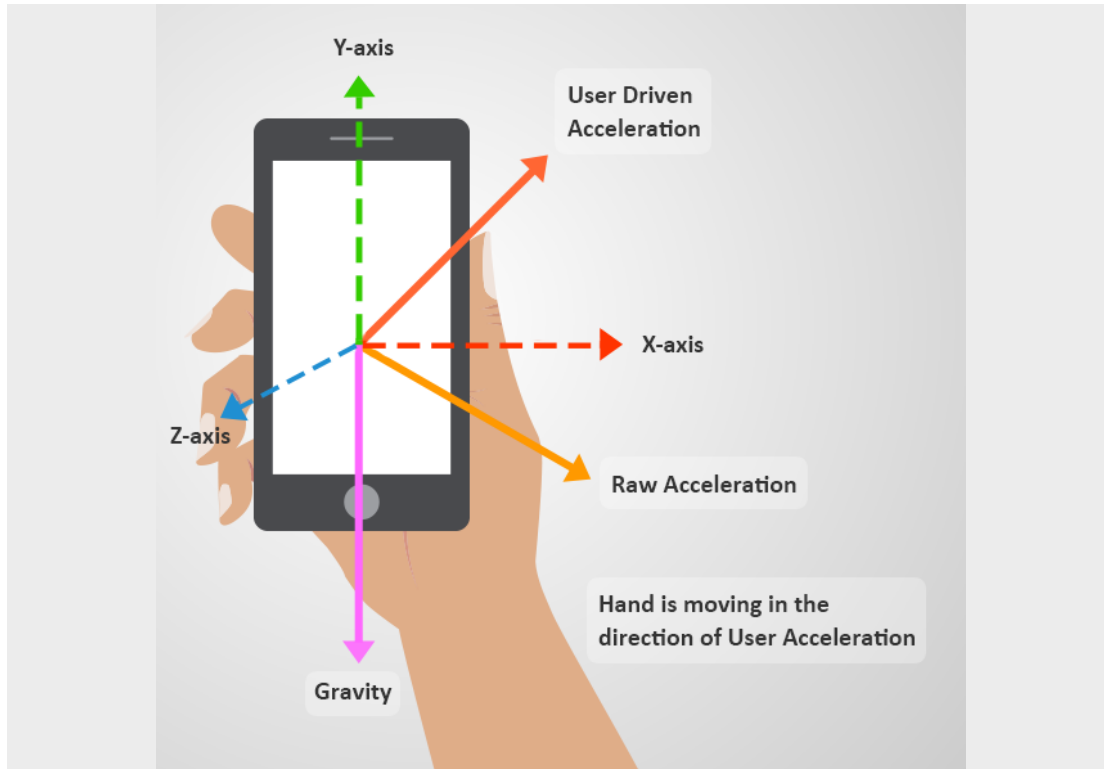 Y-axis
User Driven
Acceleration
X-axis
Z-axis
Raw Acceleration
Hand is moving in the
direction of User Acceleration
Gravity